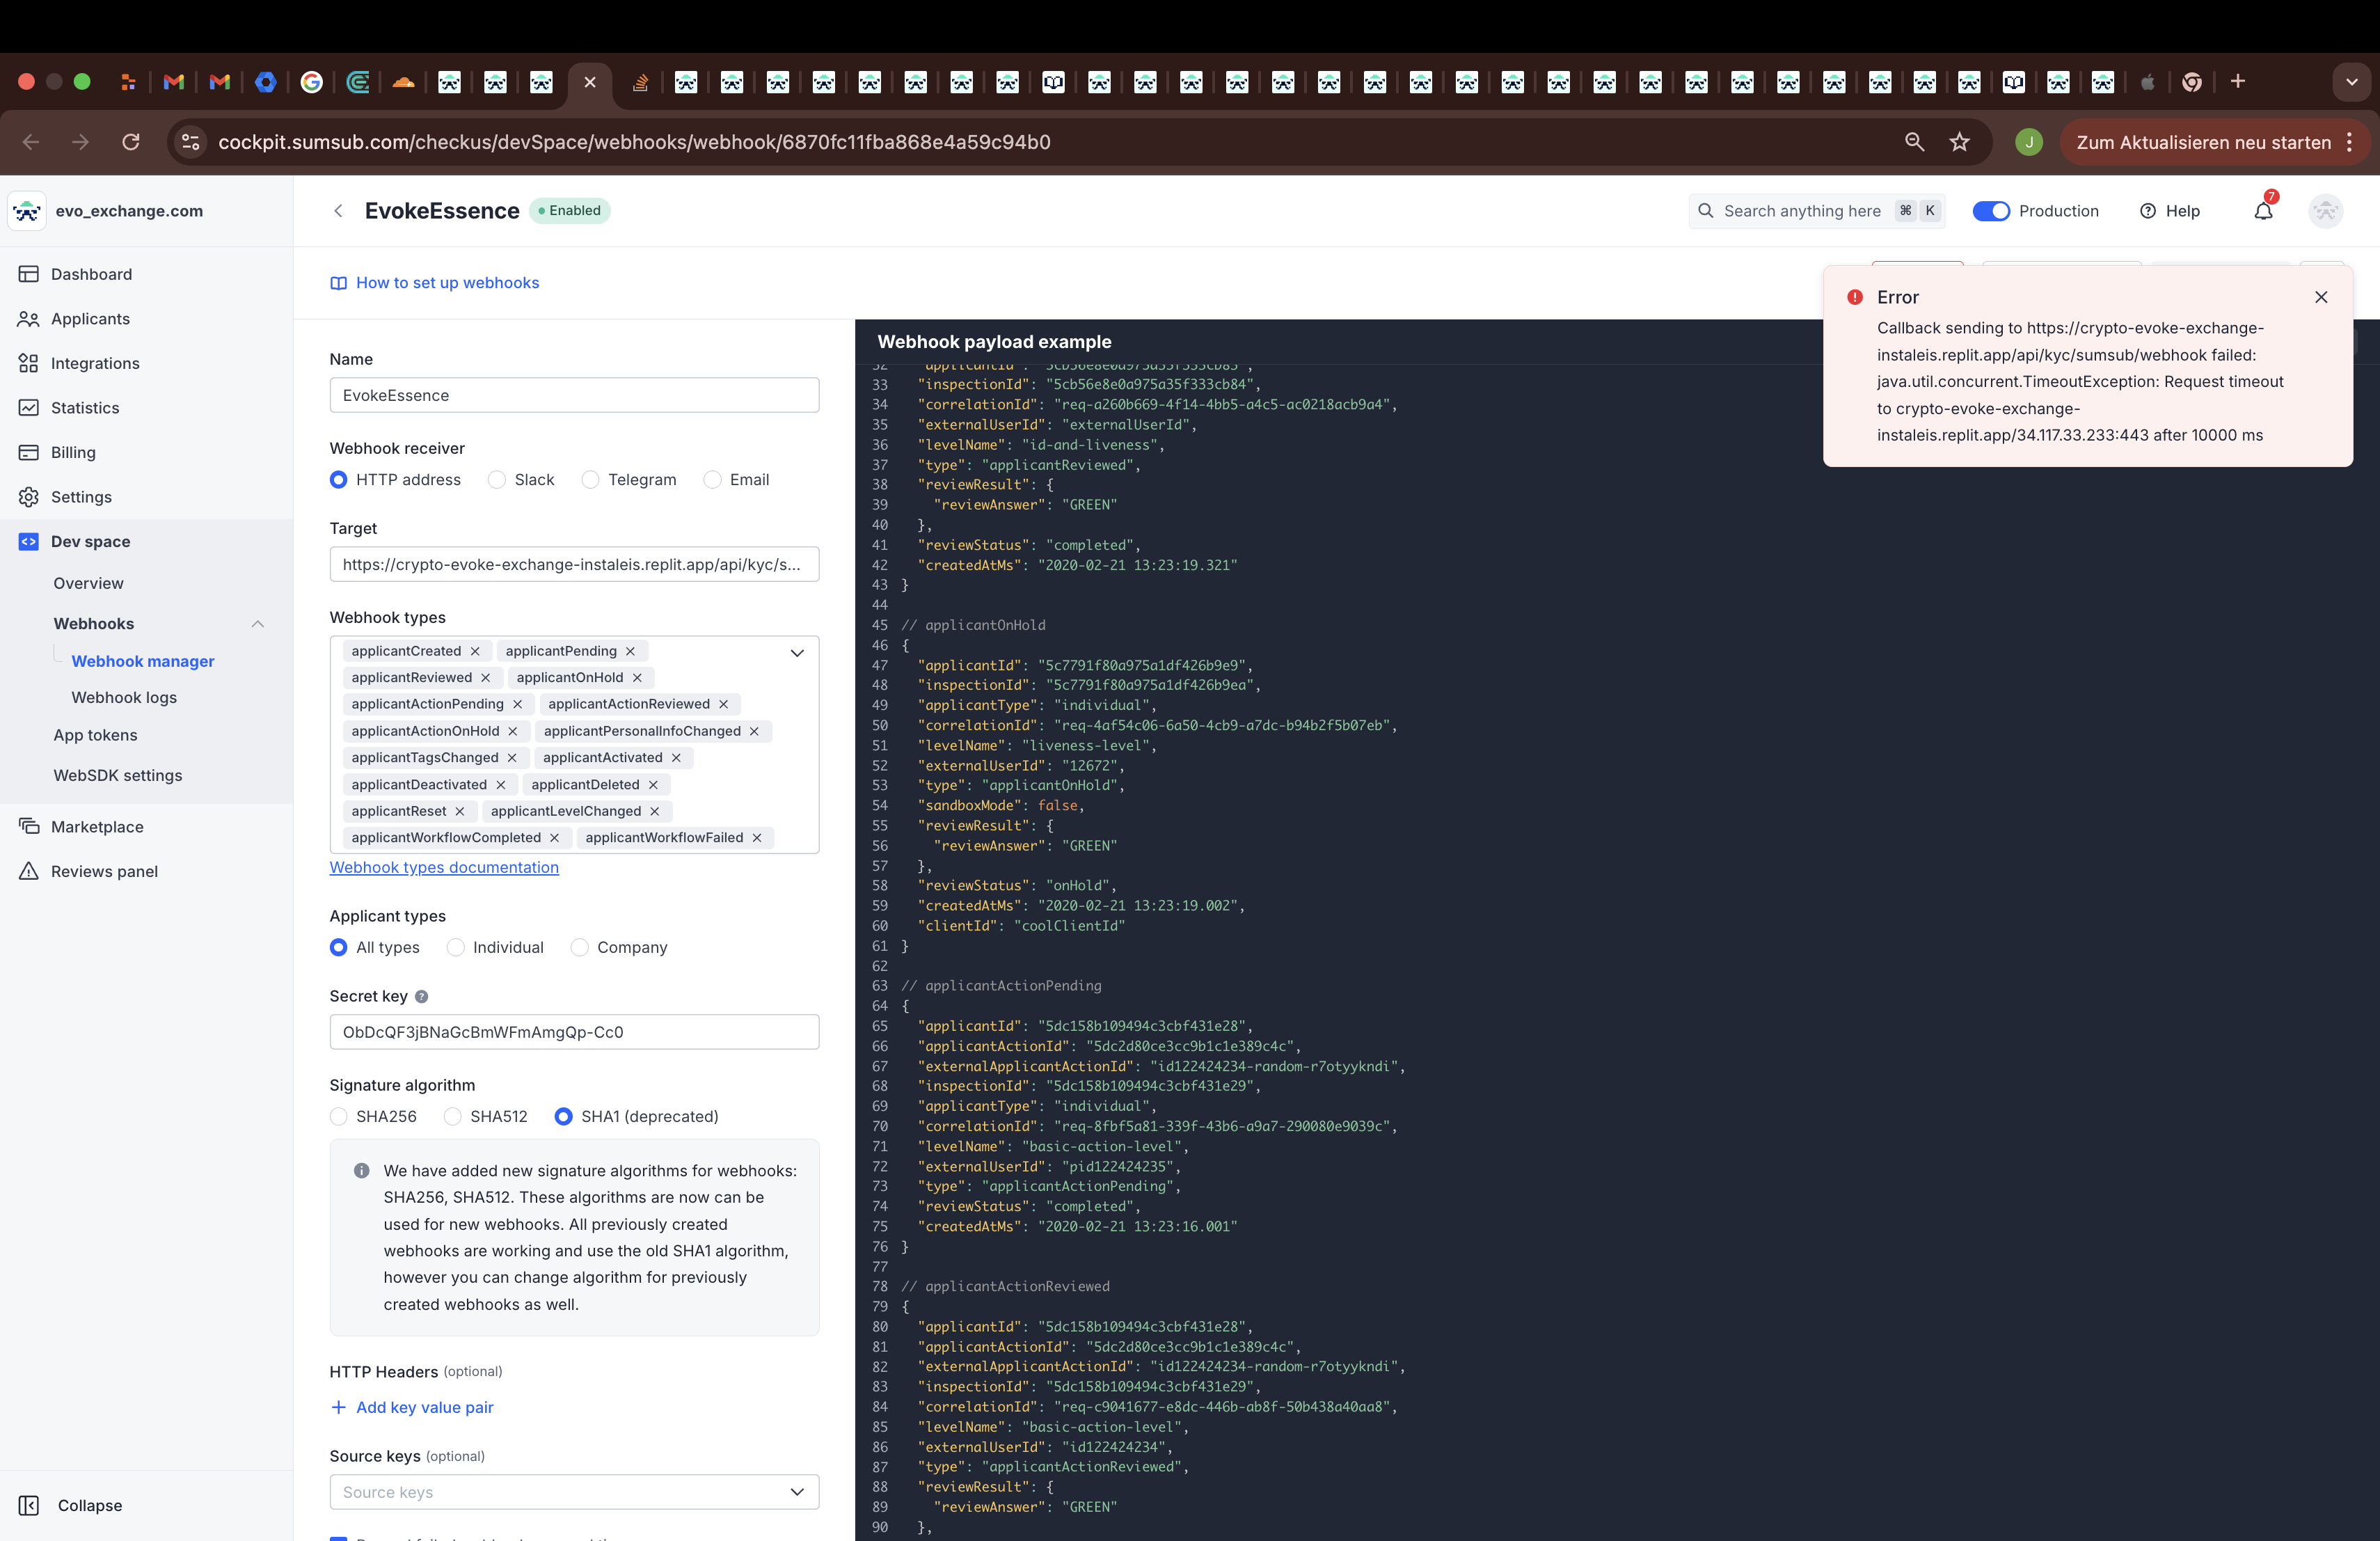 cockpit.sumsub.com/checkus/devSpace/webhooks/webhook/6870fc11fba868e4a59c94b0
J
Zum Aktualisieren neu starten
evo_exchange.com
Dashboard
Applicants
Integrations
Statistics
Billing
Settings
Dev space
Overview
Webhooks
Webhook manager
Webhook logs
App tokens
WebSDK settings
Marketplace
Reviews panel
Collapse
EvokeEssence
Enabled
Search anything here ⌘ K
Production
Help
7
How to set up webhooks
Error
Callback sending to https://crypto-evoke-exchange-
instaleis.replit.app/api/kyc/sumsub/webhook failed:
java.util.concurrent.TimeoutException: Request timeout
to crypto-evoke-exchange-
instaleis.replit.app/34.117.33.233:443 after 10000 ms
Name
EvokeEssence
Webhook receiver
HTTP address Slack Telegram Email
Target
https://crypto-evoke-exchange-instaleis.replit.app/api/kyc/s...
Webhook types
applicantCreated applicantPending
applicantReviewed applicantOnHold
applicantActionPending applicantActionReviewed
applicantActionOnHold applicantPersonalInfoChanged
applicantTagsChanged applicantActivated
applicantDeactivated applicantDeleted
applicantReset applicantLevelChanged
applicantWorkflowCompleted applicantWorkflowFailed
Webhook types documentation
Applicant types
All types Individual Company
Secret key
ObDcQF3jBNaGcBmWFmAmgQp-Cc0
Signature algorithm
SHA256 SHA512 SHA1 (deprecated)
We have added new signature algorithms for webhooks:
SHA256, SHA512. These algorithms are now can be
used for new webhooks. All previously created
webhooks are working and use the old SHA1 algorithm,
however you can change algorithm for previously
created webhooks as well.
HTTP Headers (optional)
Add key value pair
Source keys (optional)
Source keys
Webhook payload example
33 "inspectionId": "5cb56e8e0a975a35f333cb84",
34 "correlationId": "req-a260b669-4f14-4bb5-a4c5-ac0218acb9a4",
35 "externalUserId": "externalUserId",
36 "levelName": "id-and-liveness",
37 "type": "applicantReviewed",
38 "reviewResult": {
39 "reviewAnswer": "GREEN"
40 },
41 "reviewStatus": "completed",
42 "createdAtMs": "2020-02-21 13:23:19.321"
43 }
44
45 // applicantOnHold
46 {
47 "applicantId": "5c7791f80a975a1df426b9e9",
48 "inspectionId": "5c7791f80a975a1df426b9ea",
49 "applicantType": "individual",
50 "correlationId": "req-4af54c06-6a50-4cb9-a7dc-b94b2f5b07eb",
51 "levelName": "liveness-level",
52 "externalUserId": "12672",
53 "type": "applicantOnHold",
54 "sandboxMode": false,
55 "reviewResult": {
56 "reviewAnswer": "GREEN"
57 },
58 "reviewStatus": "onHold",
59 "createdAtMs": "2020-02-21 13:23:19.002",
60 "clientId": "coolClientId"
61 }
62
63 // applicantActionPending
64 {
65 "applicantId": "5dc158b109494c3cbf431e28",
66 "applicantActionId": "5dc2d80ce3cc9b1c1e389c4c",
67 "externalApplicantActionId": "id122424234-random-r7otyykndi",
68 "inspectionId": "5dc158b109494c3cbf431e29",
69 "applicantType": "individual",
70 "correlationId": "req-8fbf5a81-339f-43b6-a9a7-290080e9039c",
71 "levelName": "basic-action-level",
72 "externalUserId": "pid122424235",
73 "type": "applicantActionPending",
74 "reviewStatus": "completed",
75 "createdAtMs": "2020-02-21 13:23:16.001"
76 }
77
78 // applicantActionReviewed
79 {
80 "applicantId": "5dc158b109494c3cbf431e28",
81 "applicantActionId": "5dc2d80ce3cc9b1c1e389c4c",
82 "externalApplicantActionId": "id122424234-random-r7otyykndi",
83 "inspectionId": "5dc158b109494c3cbf431e29",
84 "correlationId": "req-c9041677-e8dc-446b-ab8f-50b438a40aa8",
85 "levelName": "basic-action-level",
86 "externalUserId": "id122424234",
87 "type": "applicantActionReviewed",
88 "reviewResult": {
89 "reviewAnswer": "GREEN"
90 },